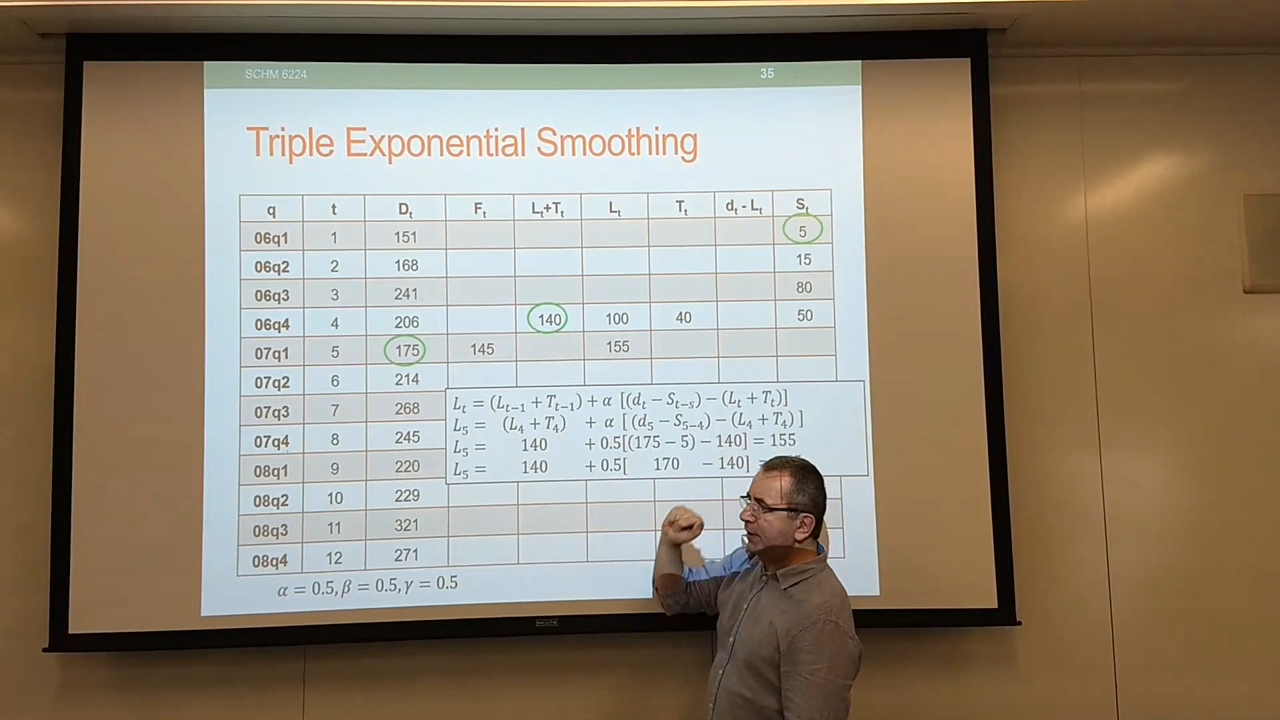 SCHM 6224 35
Triple Exponential Smoothing
q t Dₜ Fₜ Lₜ+Tₜ Lₜ Tₜ dₜ - Lₜ Sₜ
06q1 1 151 5
06q2 2 168 15
06q3 3 241 80
06q4 4 206 140 100 40 50
07q1 5 175 145 155
07q2 6 214
07q3 7 268
07q4 8 245
08q1 9 220
08q2 10 229
08q3 11 321
08q4 12 271
Lₜ = (Lₜ₋₁ + Tₜ₋₁) + α [(dₜ − Sₜ₋ₛ) − (Lₜ + Tₜ)]
L₅ = (L₄ + T₄) + α [(d₅ − S₅₋₄) − (L₄ + T₄)]
L₅ = 140 + 0.5[(175 − 5) − 140] = 155
L₅ = 140 + 0.5[ 170 − 140]
α = 0.5, β = 0.5, γ = 0.5